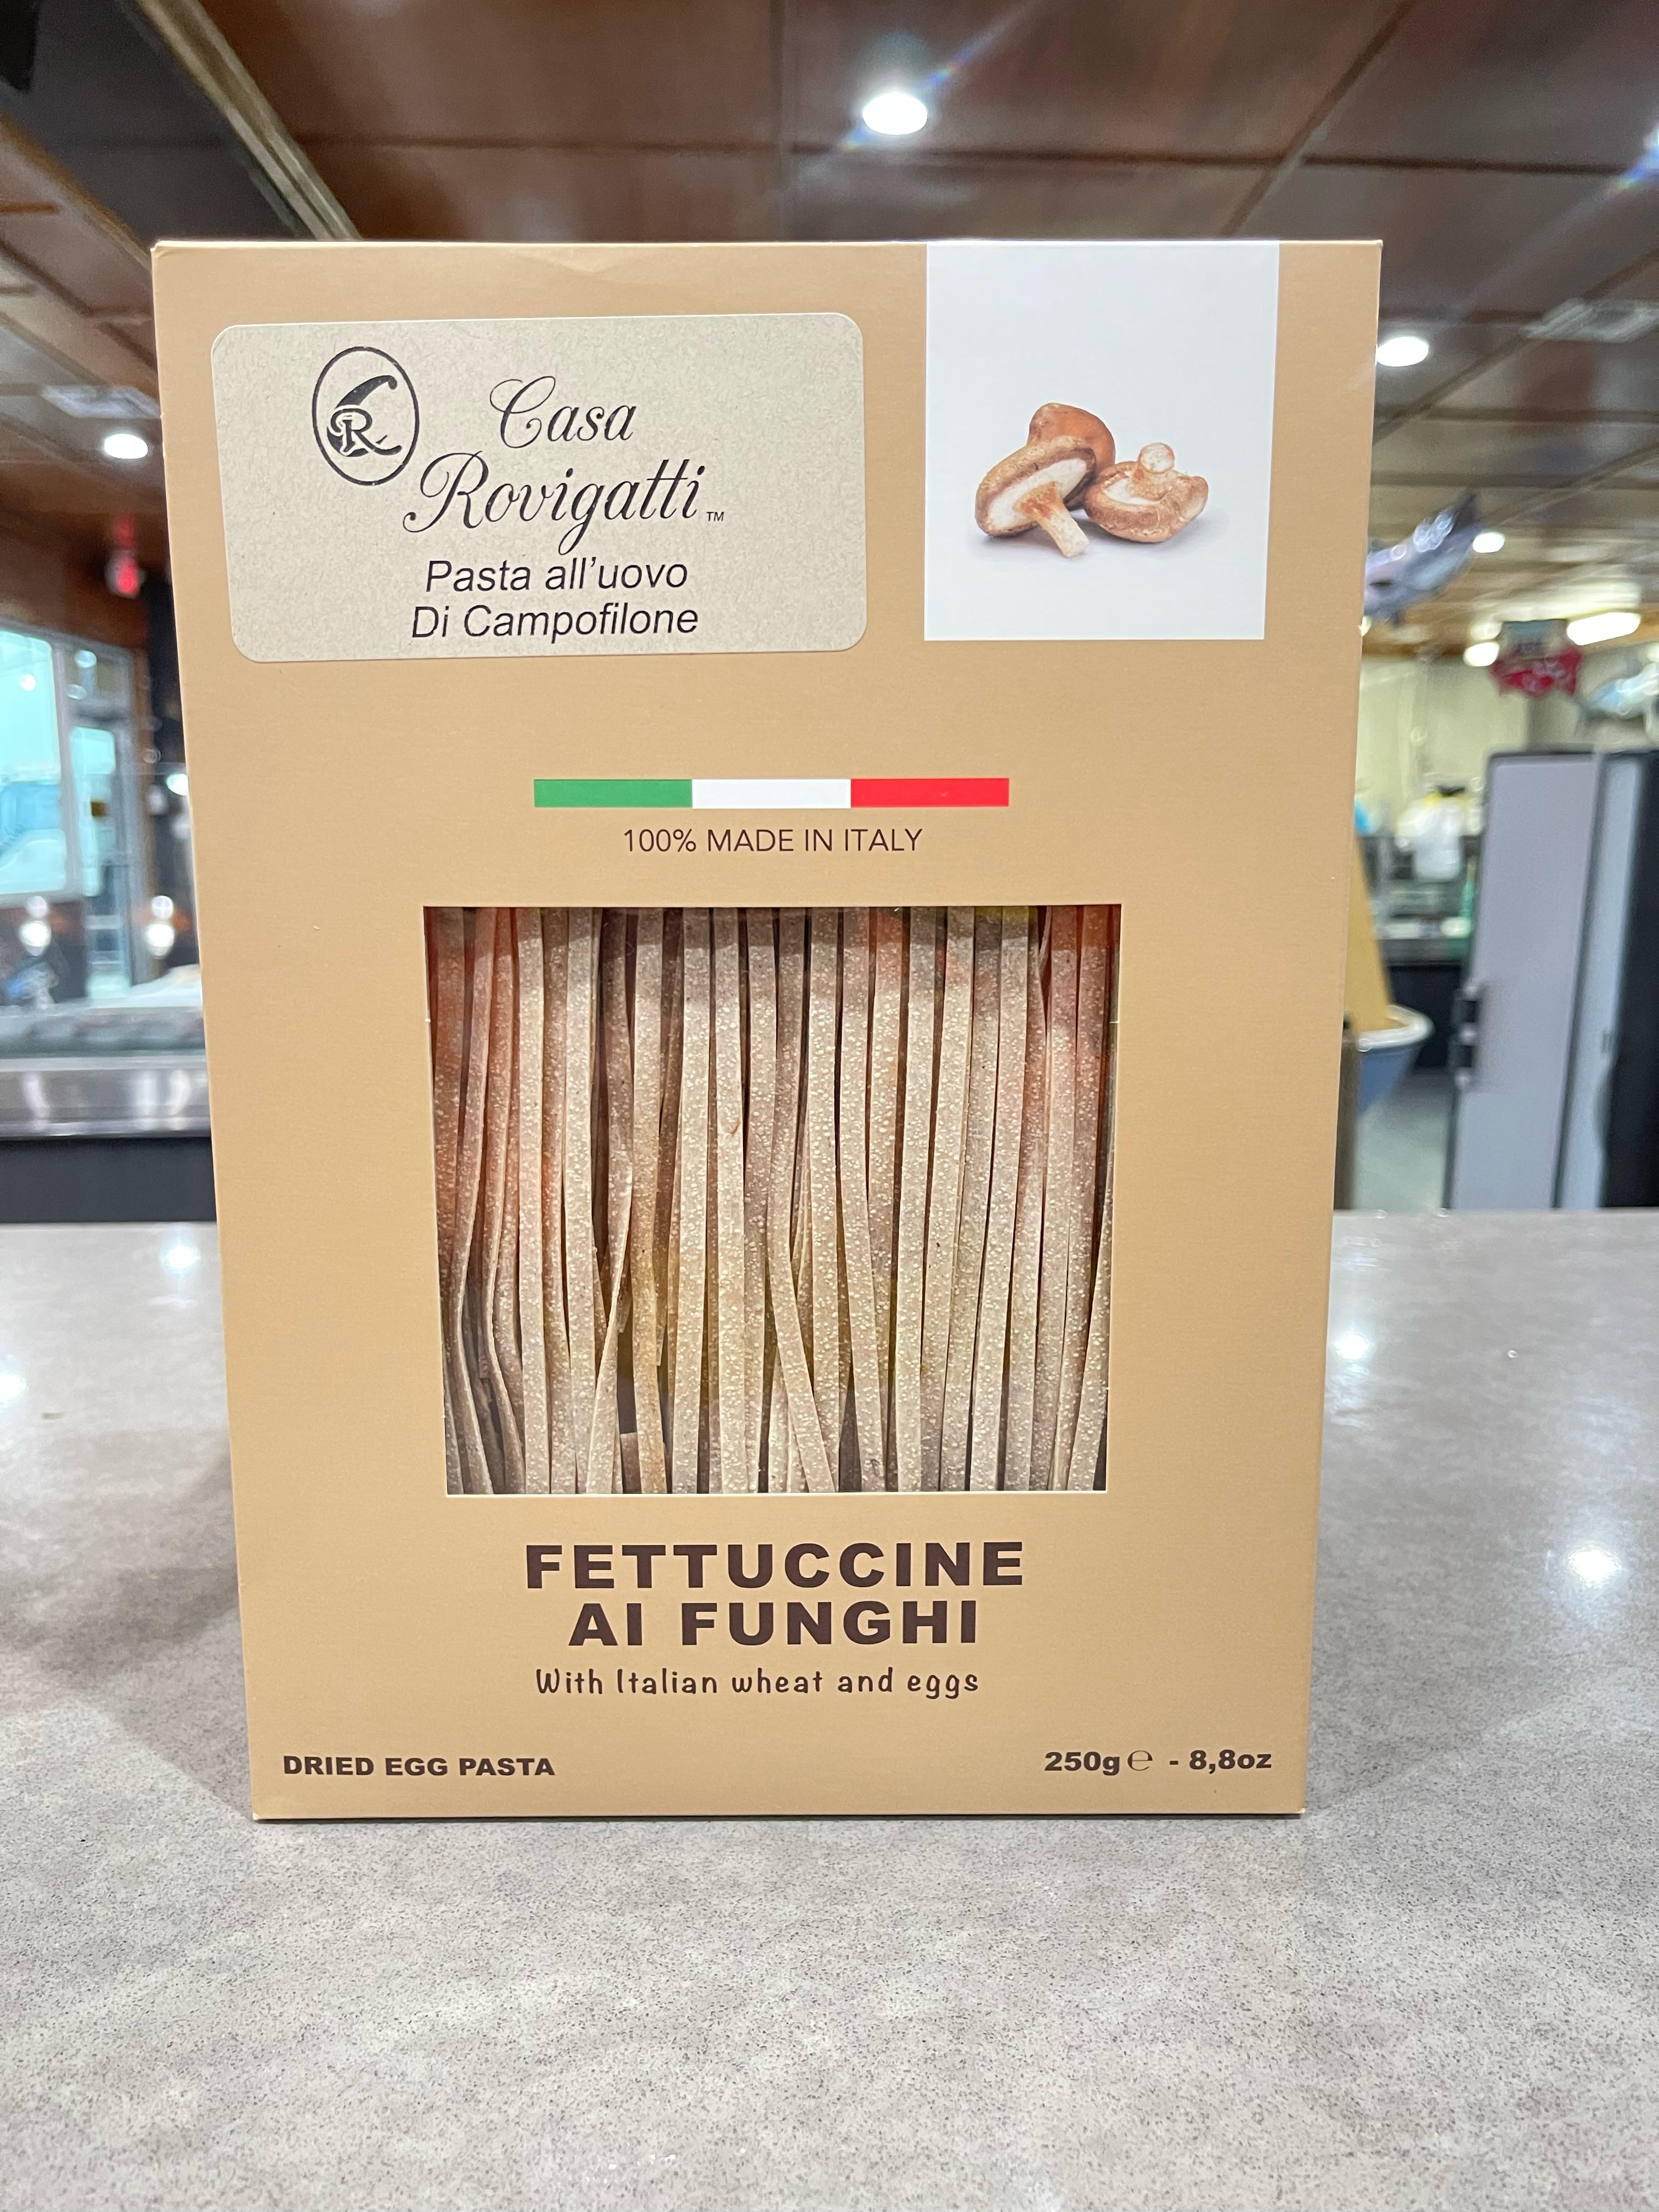 CR
Casa
Rovigatti™
Pasta all'uovo
Di Campofilone
100% MADE IN ITALY
FETTUCCINE
AI FUNGHI
With Italian wheat and eggs
DRIED EGG PASTA
250g ℮ - 8,8oz